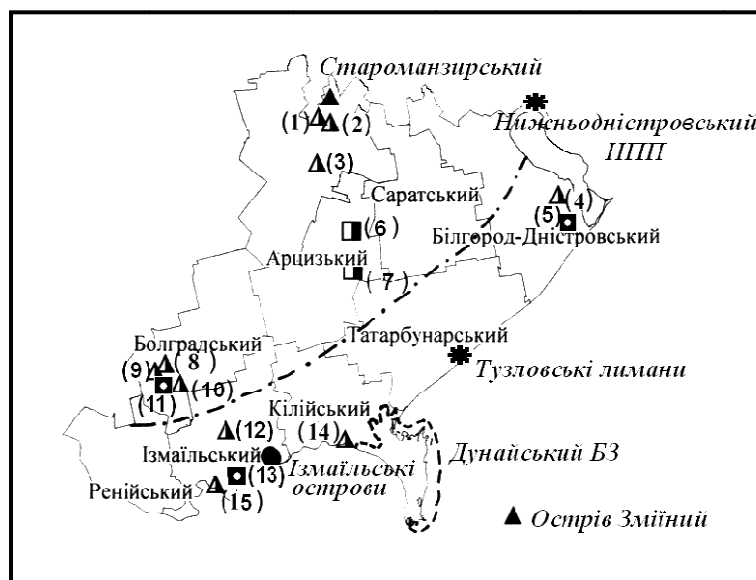 Староманзирський
(1)
(2)
Нижньодністровський
НПП
(3)
Саратський
(4)
(5)
(6)
Білгород-Дністровський
Арцизький
(7)
Татарбунарський
Болградський
(8)
(9)
(10)
(11)
Тузловські лимани
Кілійський
(12)
(14)
Ізмаїльський
(13)
Ізмаїльські
острови
Дунайський БЗ
Ренійський
(15)
Острів Зміїний